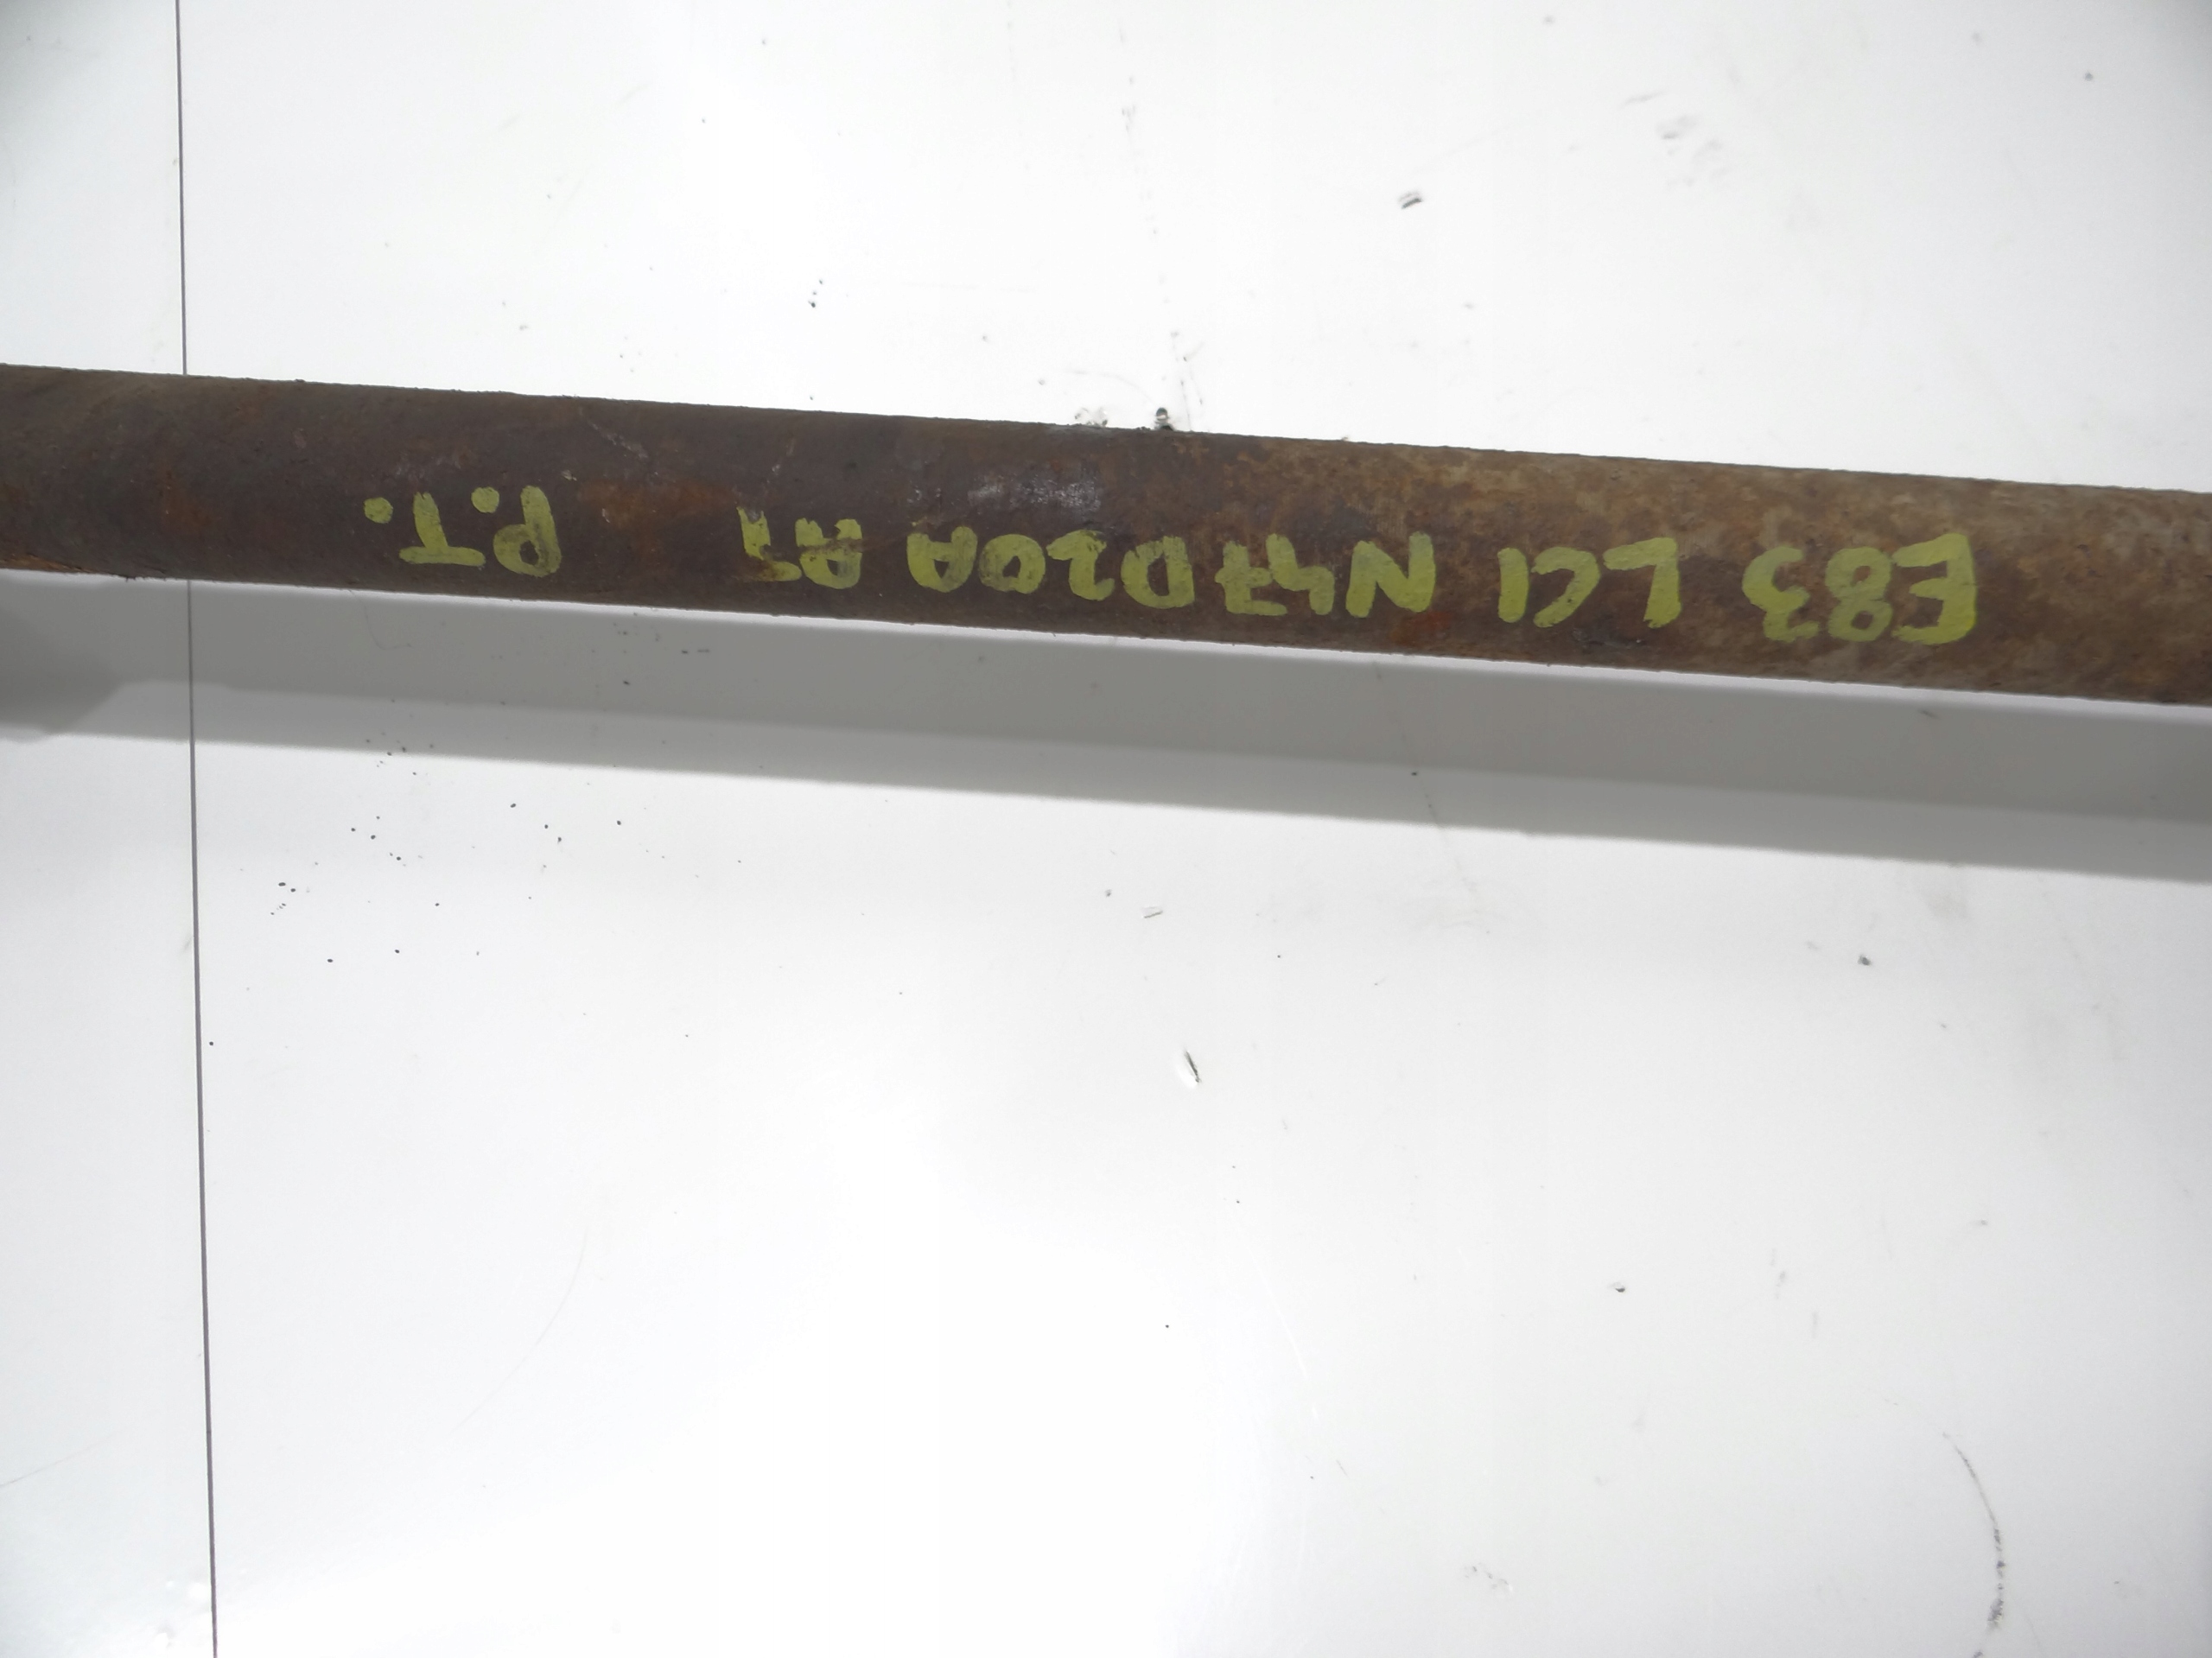 E83 LCI N47D20A AT P.T.